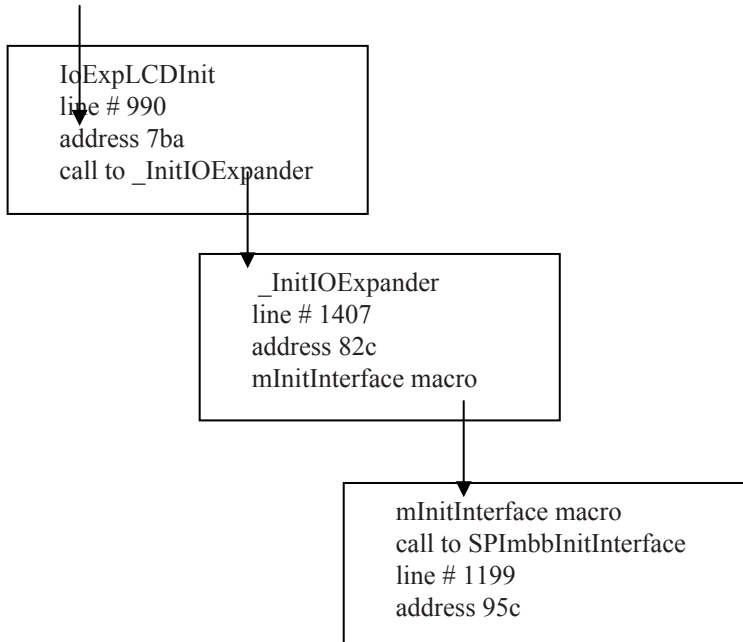 IoExpLCDInit
line # 990
address 7ba
call to _InitIOExpander
_InitIOExpander
line # 1407
address 82c
mInitInterface macro
mInitInterface macro
call to SPImbbInitInterface
line # 1199
address 95c